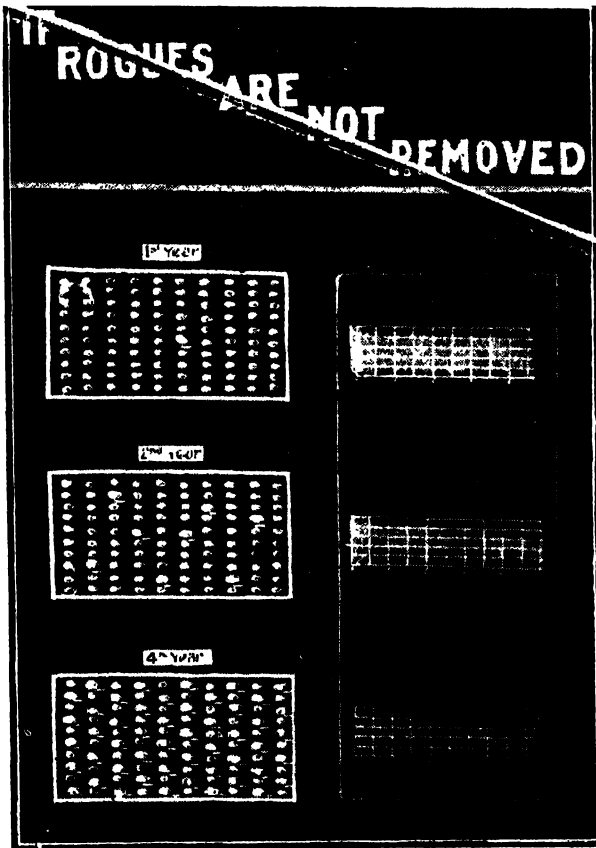 IF
ROGUES
ARE
NOT
REMOVED
1st Year
2nd Year
4th Year